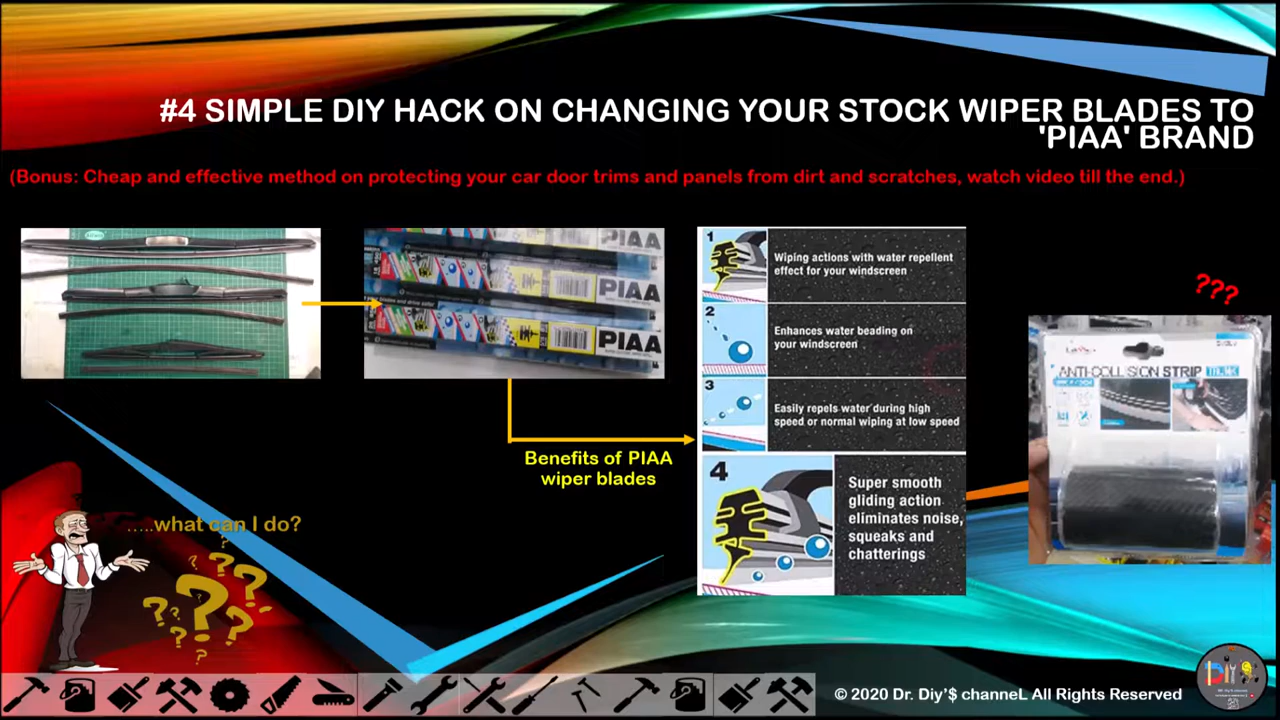 #4 SIMPLE DIY HACK ON CHANGING YOUR STOCK WIPER BLADES TO
'PIAA' BRAND
(Bonus: Cheap and effective method on protecting your car door trims and panels from dirt and scratches, watch video till the end.)
PIAA
PIAA
PIAA
Benefits of PIAA
wiper blades
1
Wiping actions with water repellent
effect for your windscreen
2
Enhances water beading on
your windscreen
3
Easily repels water during high
speed or normal wiping at low speed
4
Super smooth
gliding action
eliminates noise,
squeaks and
chatterings
???
ANTI-COLLISION STRIP
.....what can I do?
© 2020 Dr. Diy'$ channeL All Rights Reserved